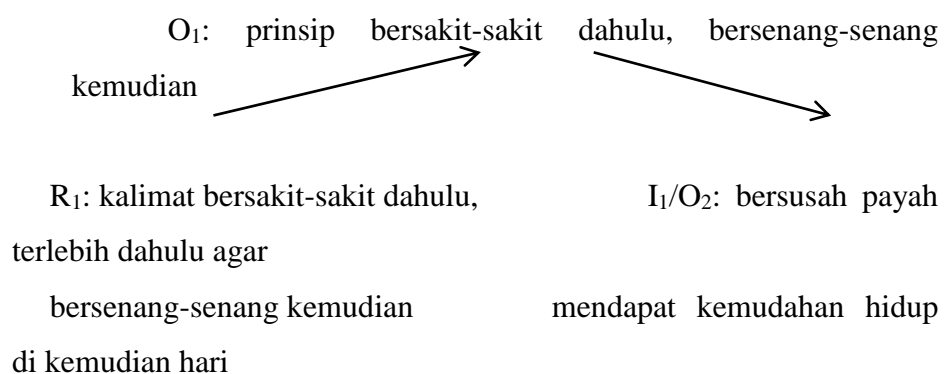 O₁: prinsip bersakit-sakit dahulu, bersenang-senang
kemudian
R₁: kalimat bersakit-sakit dahulu, I₁/O₂: bersusah payah
terlebih dahulu agar
bersenang-senang kemudian mendapat kemudahan hidup
di kemudian hari